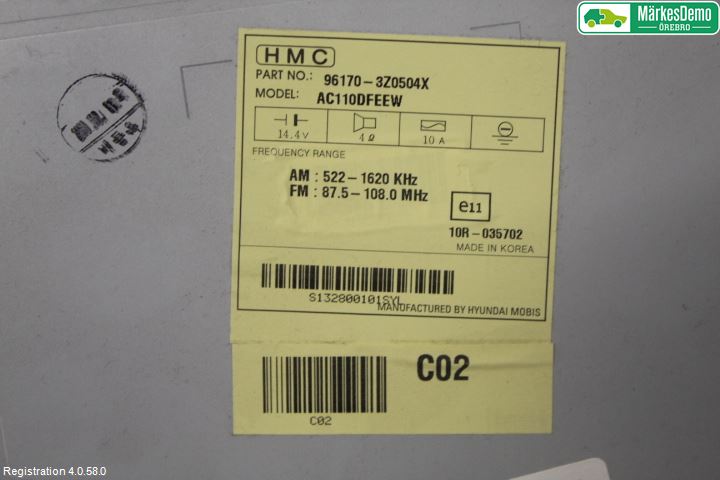 MärkesDemo
ÖREBRO
HMC
PART NO.: 96170-3Z0504X
MODEL: AC110DFEEW
14.4V 4Ω 10A
FREQUENCY RANGE
AM : 522-1620 KHz
FM : 87.5-108.0 MHz
e11
10R-035702
MADE IN KOREA
S132800101SYL
MANUFACTURED BY HYUNDAI MOBIS
C02
C02
Registration 4.0.58.0